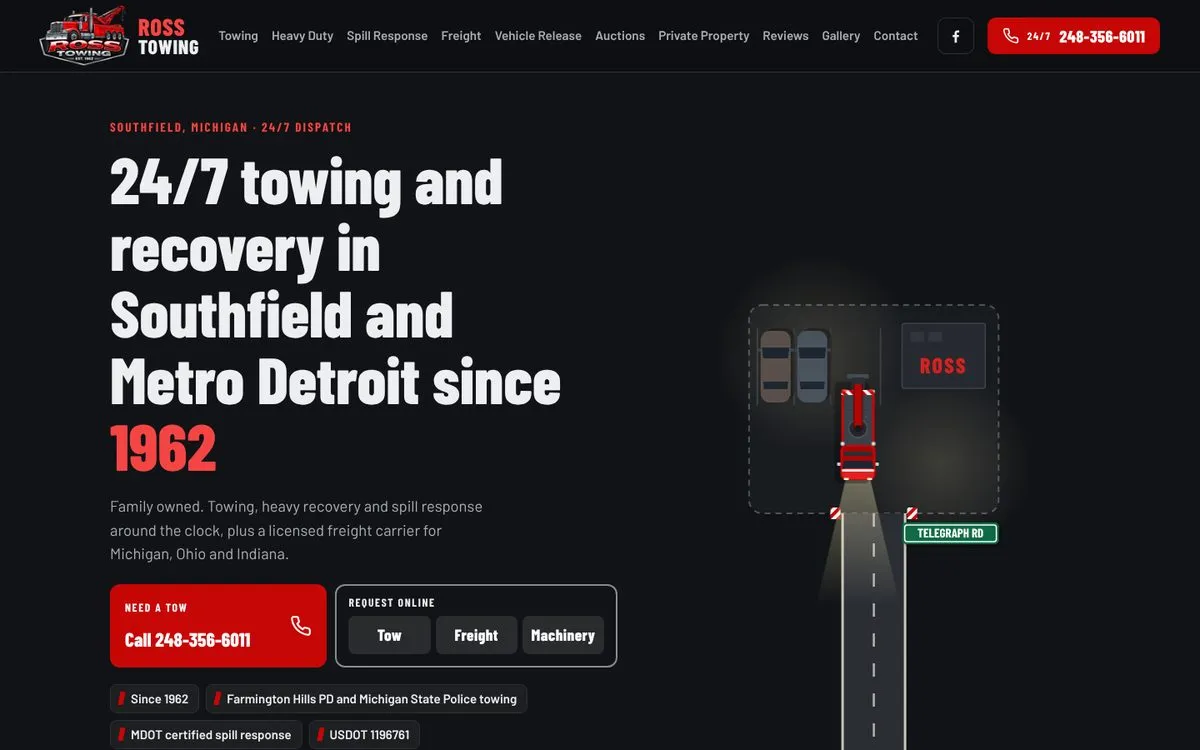 ROSS
TOWING
EST. 1962
ROSS
TOWING
Towing
Heavy Duty
Spill Response
Freight
Vehicle Release
Auctions
Private Property
Reviews
Gallery
Contact
24/7 248-356-6011
SOUTHFIELD, MICHIGAN · 24/7 DISPATCH
24/7 towing and
recovery in
Southfield and
Metro Detroit since
1962
Family owned. Towing, heavy recovery and spill response
around the clock, plus a licensed freight carrier for
Michigan, Ohio and Indiana.
NEED A TOW
Call 248-356-6011
REQUEST ONLINE
Tow
Freight
Machinery
Since 1962
Farmington Hills PD and Michigan State Police towing
MDOT certified spill response
USDOT 1196761
ROSS
TELEGRAPH RD